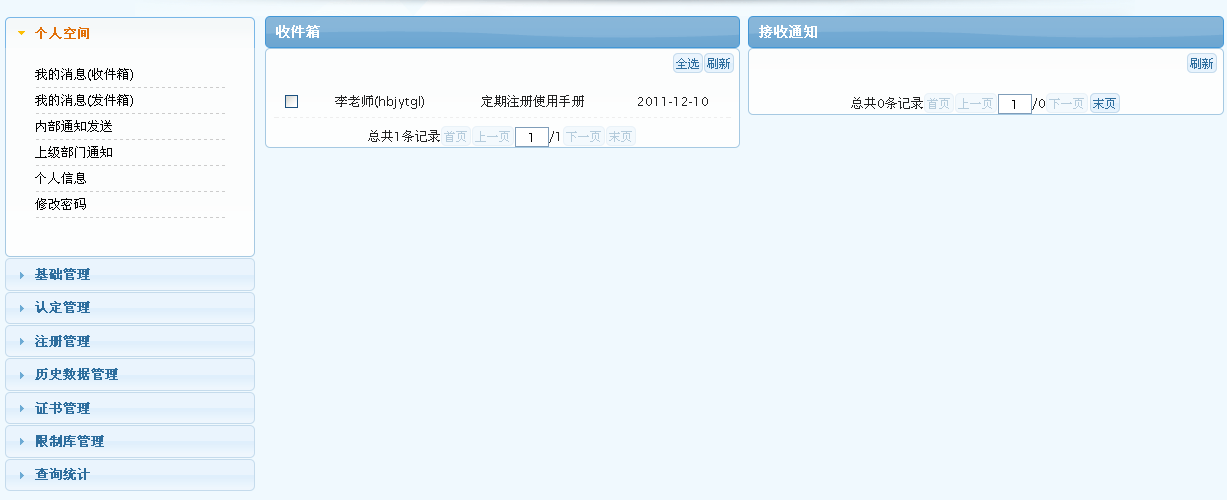 个人空间
我的消息(收件箱)
我的消息(发件箱)
内部通知发送
上级部门通知
个人信息
修改密码
基础管理
认定管理
注册管理
历史数据管理
证书管理
限制库管理
查询统计
收件箱
全选 刷新
李老师(hbjytgl) 定期注册使用手册 2011-12-10
总共1条记录 首页 上一页 1 /1 下一页 末页
接收通知
刷新
总共0条记录 首页 上一页 1 /0 下一页 末页